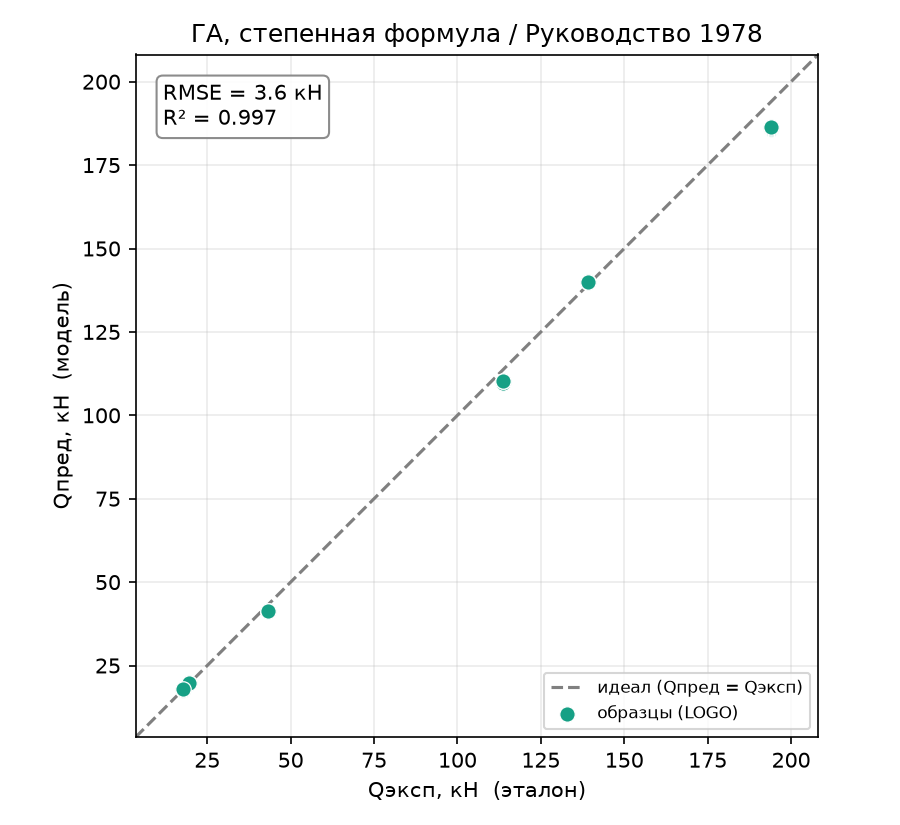 ГА, степенная формула / Руководство 1978
RMSE = 3.6 кН
R² = 0.997
200
175
150
125
100
75
50
25
Qпред, кН (модель)
идеал (Qпред = Qэксп)
образцы (LOGO)
25 50 75 100 125 150 175 200
Qэксп, кН (эталон)